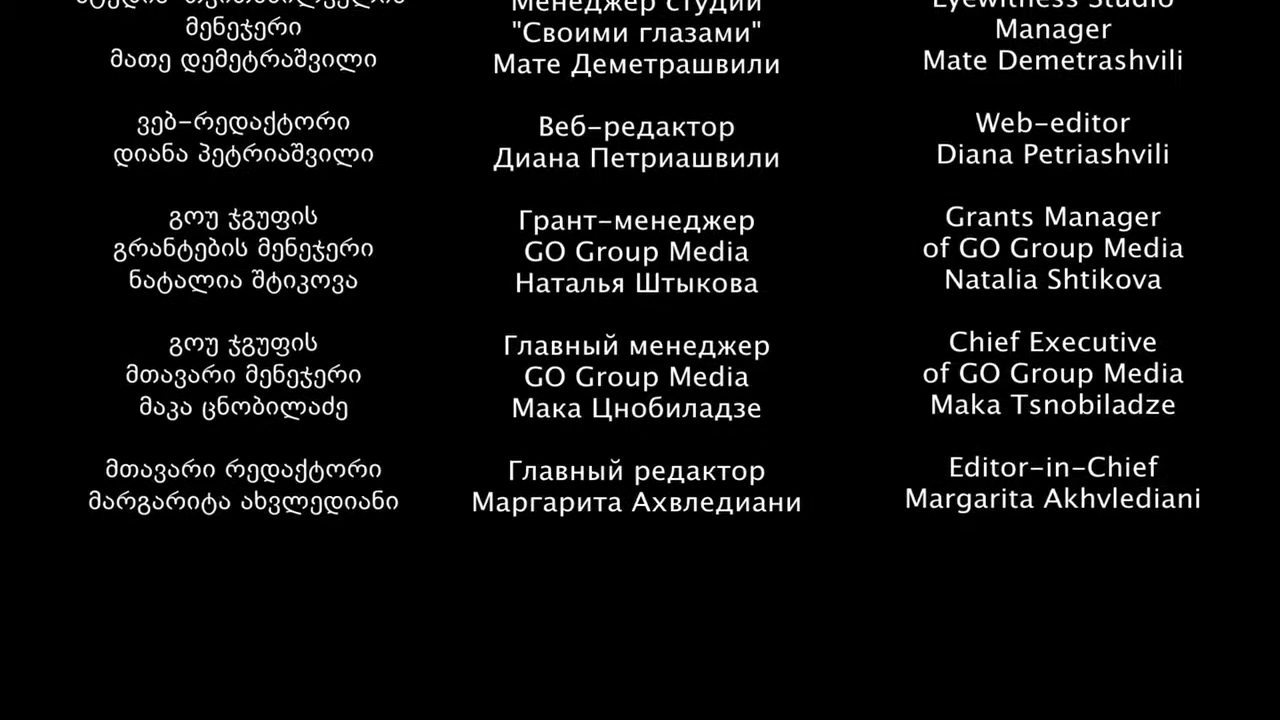 სტუდია "თვითმხილველის"
მენეჯერი
მათე დემეტრაშვილი
ვებ-რედაქტორი
დიანა პეტრიაშვილი
გოუ ჯგუფის
გრანტების მენეჯერი
ნატალია შტიკოვა
გოუ ჯგუფის
მთავარი მენეჯერი
მაკა ცნობილაძე
მთავარი რედაქტორი
მარგარიტა ახვლედიანი
Менеджер студии
"Своими глазами"
Мате Деметрашвили
Веб-редактор
Диана Петриашвили
Грант-менеджер
GO Group Media
Наталья Штыкова
Главный менеджер
GO Group Media
Мака Цнобиладзе
Главный редактор
Маргарита Ахвледиани
Eyewitness Studio
Manager
Mate Demetrashvili
Web-editor
Diana Petriashvili
Grants Manager
of GO Group Media
Natalia Shtikova
Chief Executive
of GO Group Media
Maka Tsnobiladze
Editor-in-Chief
Margarita Akhvlediani